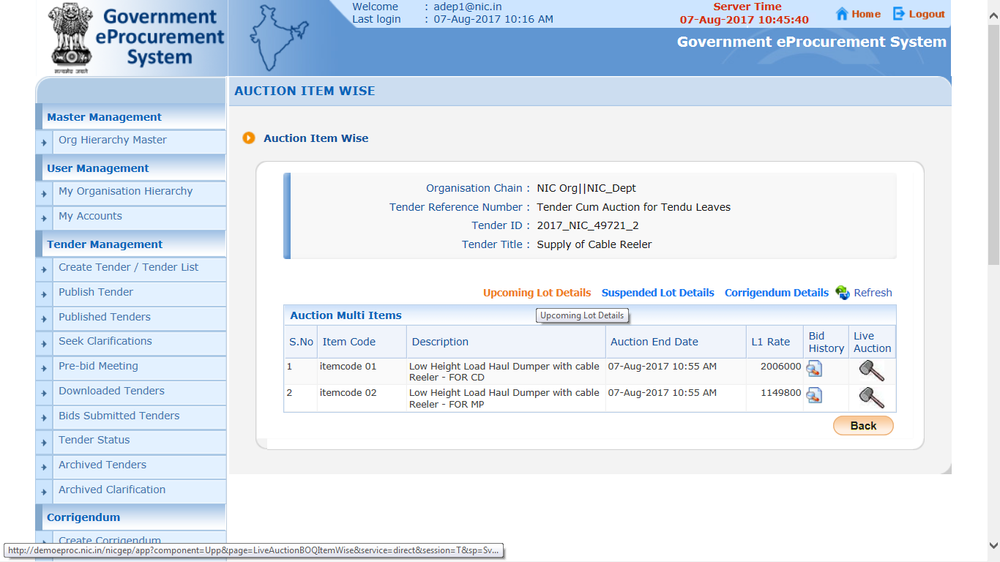 Government
eProcurement
System
सत्यमेव जयते
Welcome : adep1@nic.in
Last login : 07-Aug-2017 10:16 AM
Server Time
07-Aug-2017 10:45:40
Home
Logout
Government eProcurement System
Master Management
Org Hierarchy Master
User Management
My Organisation Hierarchy
My Accounts
Tender Management
Create Tender / Tender List
Publish Tender
Published Tenders
Seek Clarifications
Pre-bid Meeting
Downloaded Tenders
Bids Submitted Tenders
Tender Status
Archived Tenders
Archived Clarification
Corrigendum
Create Corrigendum
AUCTION ITEM WISE
Auction Item Wise
Organisation Chain : NIC Org||NIC_Dept
Tender Reference Number : Tender Cum Auction for Tendu Leaves
Tender ID : 2017_NIC_49721_2
Tender Title : Supply of Cable Reeler
Upcoming Lot Details Suspended Lot Details Corrigendum Details Refresh
Auction Multi Items
Upcoming Lot Details
S.No Item Code Description Auction End Date L1 Rate Bid History Live Auction
1 itemcode 01 Low Height Load Haul Dumper with cable 07-Aug-2017 10:55 AM 2006000
Reeler - FOR CD
2 itemcode 02 Low Height Load Haul Dumper with cable 07-Aug-2017 10:55 AM 1149800
Reeler - FOR MP
Back
http://demoeproc.nic.in/nicgep/app?component=Upp&page=LiveAuctionBOQItemWise&service=direct&session=T&sp=Sv...